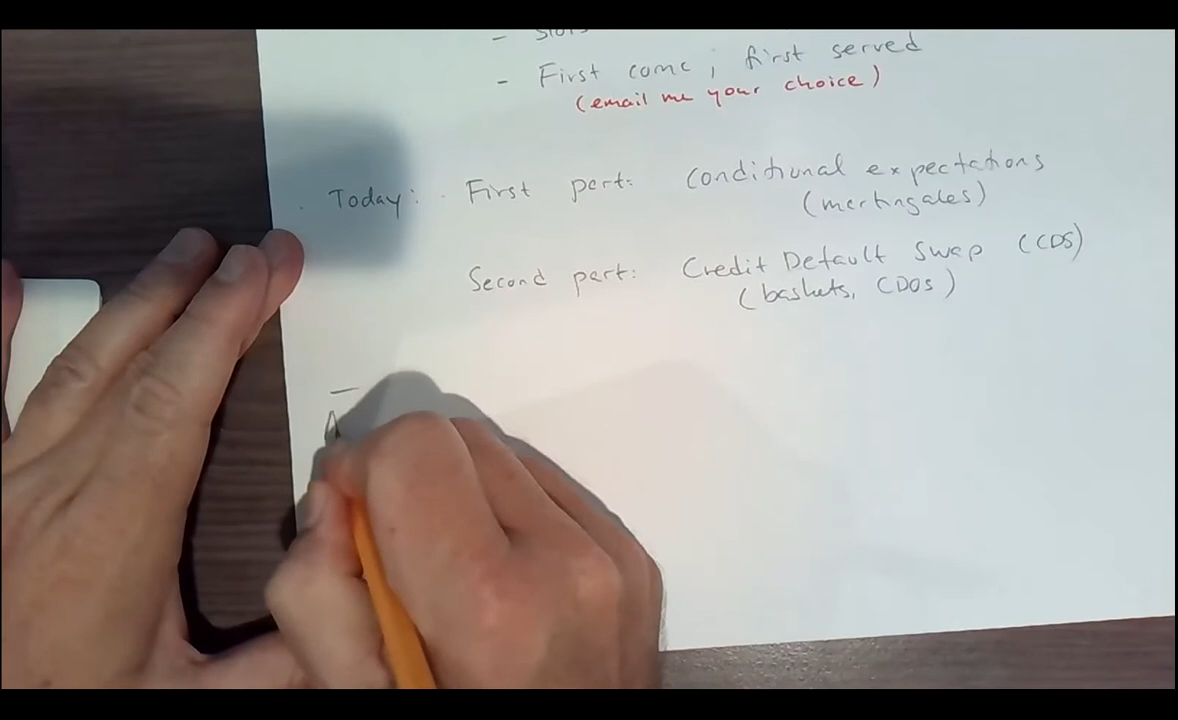 - First come, first served
(email me your choice)
Today: First part: Conditional expectations
(martingales)
Second part: Credit Default Swap (CDS)
(baskets, CDOs)
A